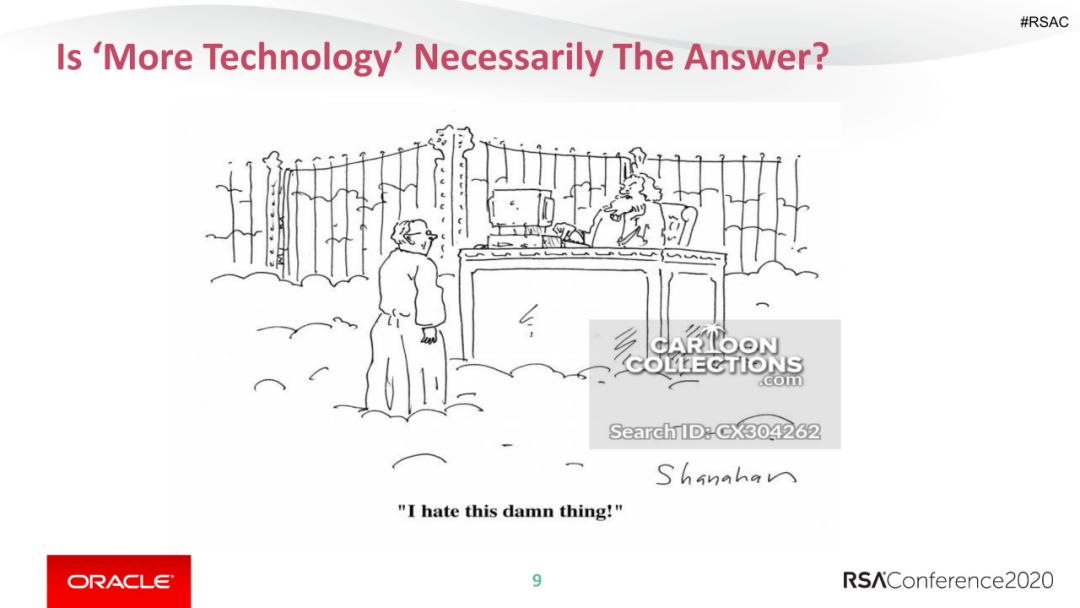 #RSAC
Is ‘More Technology’ Necessarily The Answer?
CARTOON
COLLECTIONS
.com
Search ID: CX304262
Shanahan
"I hate this damn thing!"
ORACLE®
9
RSAConference2020